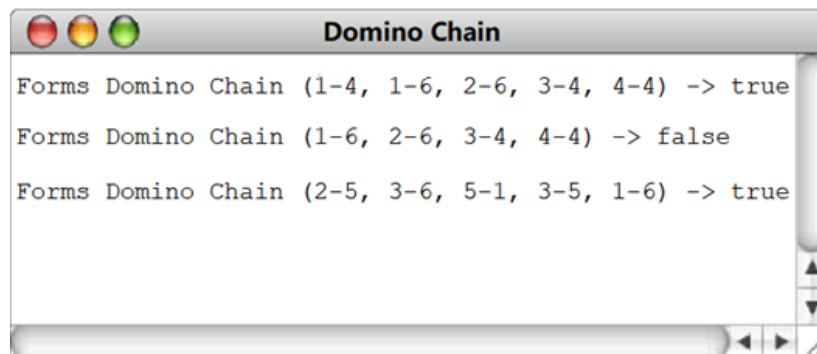 Domino Chain
Forms Domino Chain (1-4, 1-6, 2-6, 3-4, 4-4) -> true
Forms Domino Chain (1-6, 2-6, 3-4, 4-4) -> false
Forms Domino Chain (2-5, 3-6, 5-1, 3-5, 1-6) -> true